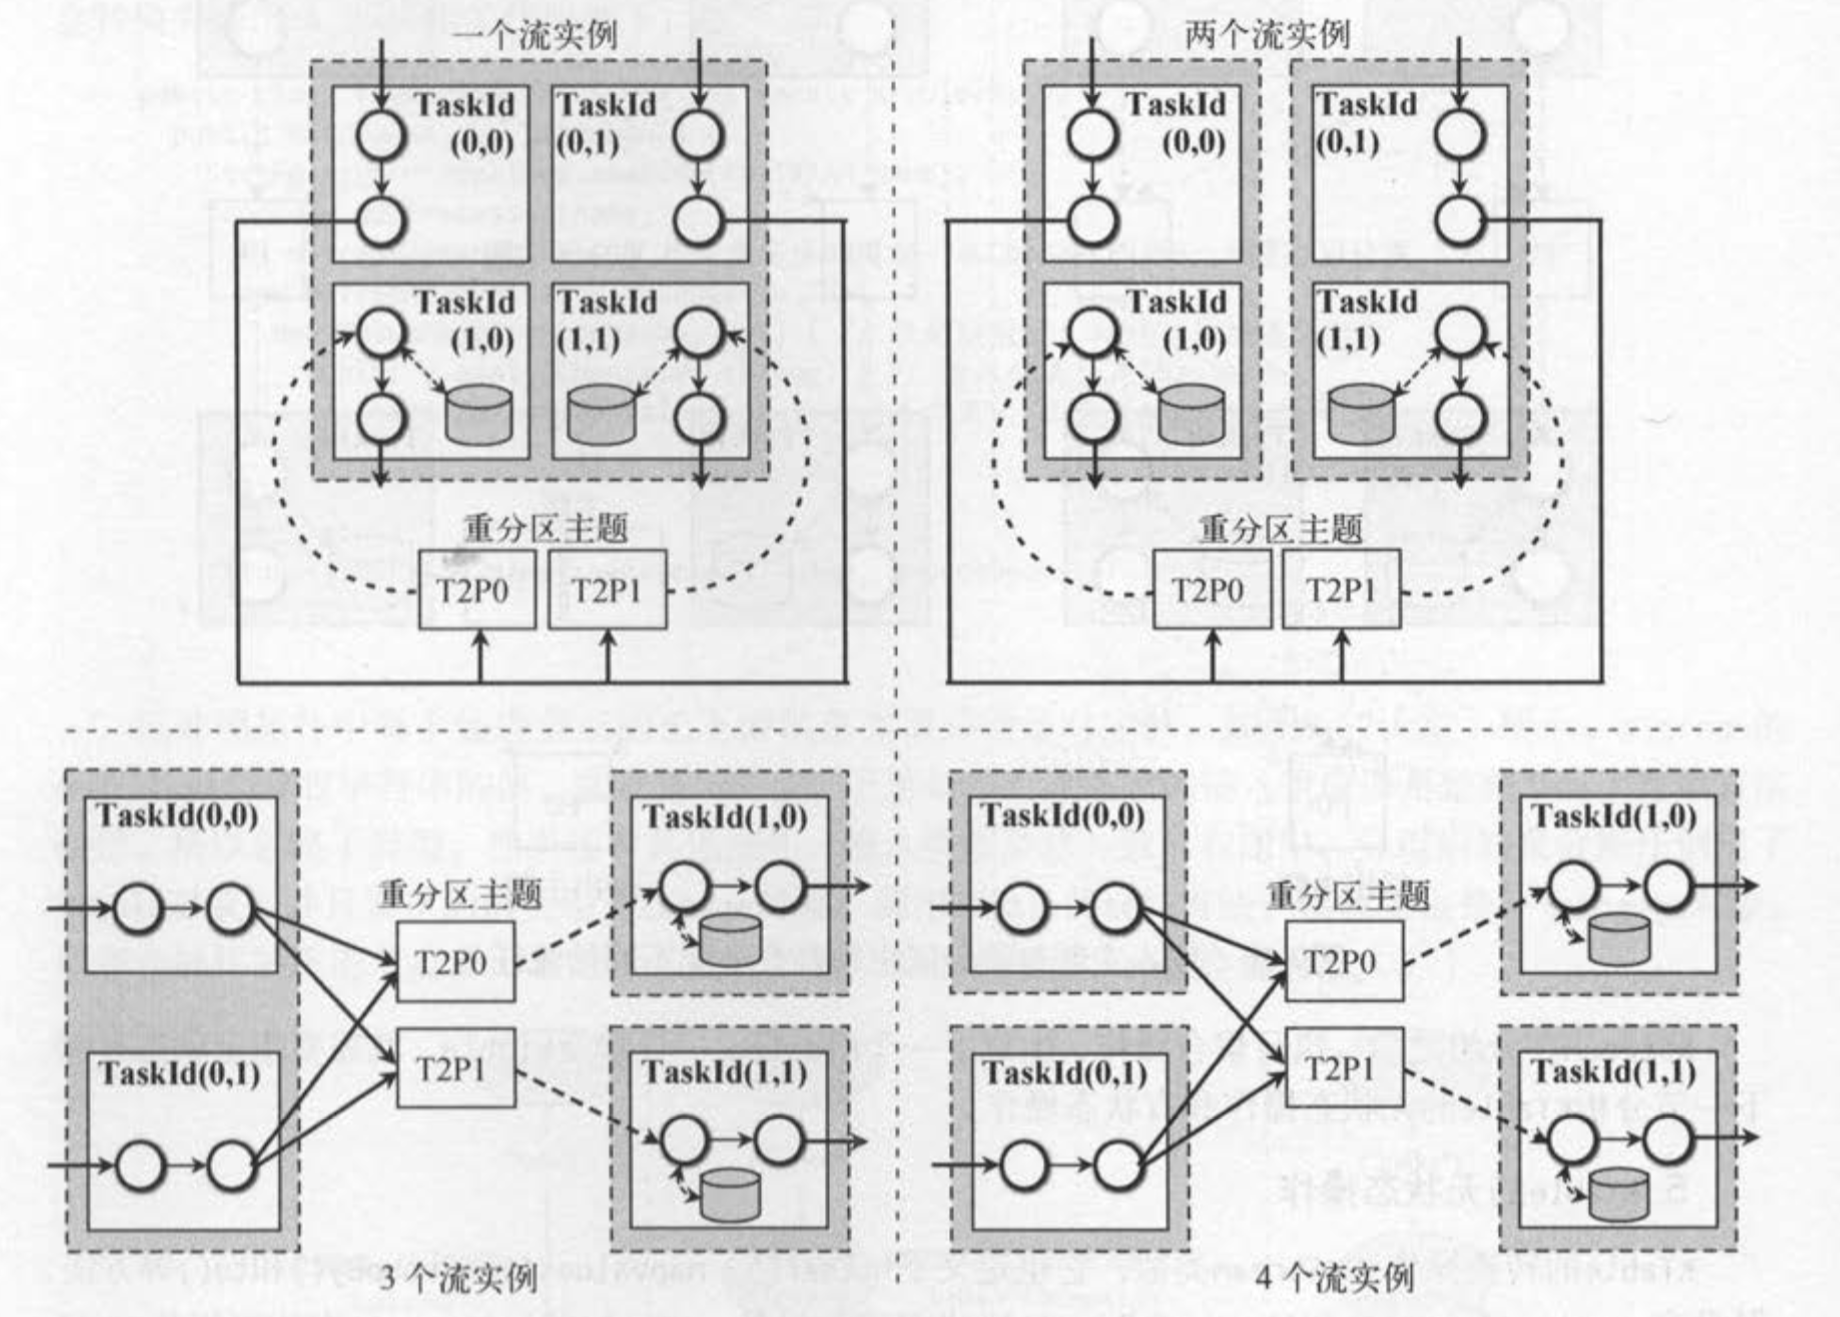 一个流实例
TaskId
(0,0)
TaskId
(0,1)
TaskId
(1,0)
TaskId
(1,1)
重分区主题
T2P0
T2P1
两个流实例
TaskId
(0,0)
TaskId
(0,1)
TaskId
(1,0)
TaskId
(1,1)
重分区主题
T2P0
T2P1
TaskId(0,0)
TaskId(0,1)
重分区主题
T2P0
T2P1
TaskId(1,0)
TaskId(1,1)
3 个流实例
TaskId(0,0)
TaskId(0,1)
重分区主题
T2P0
T2P1
TaskId(1,0)
TaskId(1,1)
4 个流实例